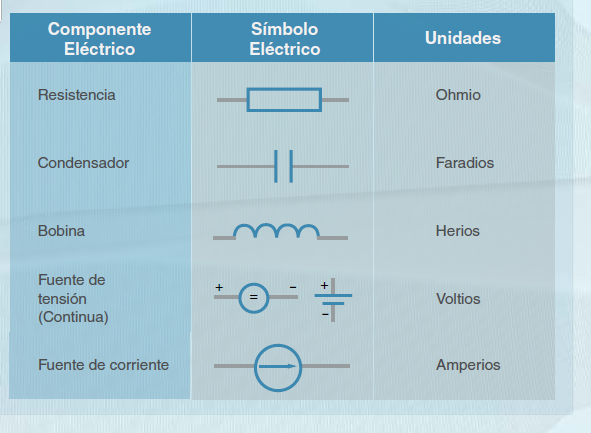 Componente
Eléctrico
Símbolo
Eléctrico
Unidades
Resistencia
Ohmio
Condensador
Faradios
Bobina
Herios
Fuente de
tensión
(Continua)
+ = - + -
Voltios
Fuente de corriente
Amperios